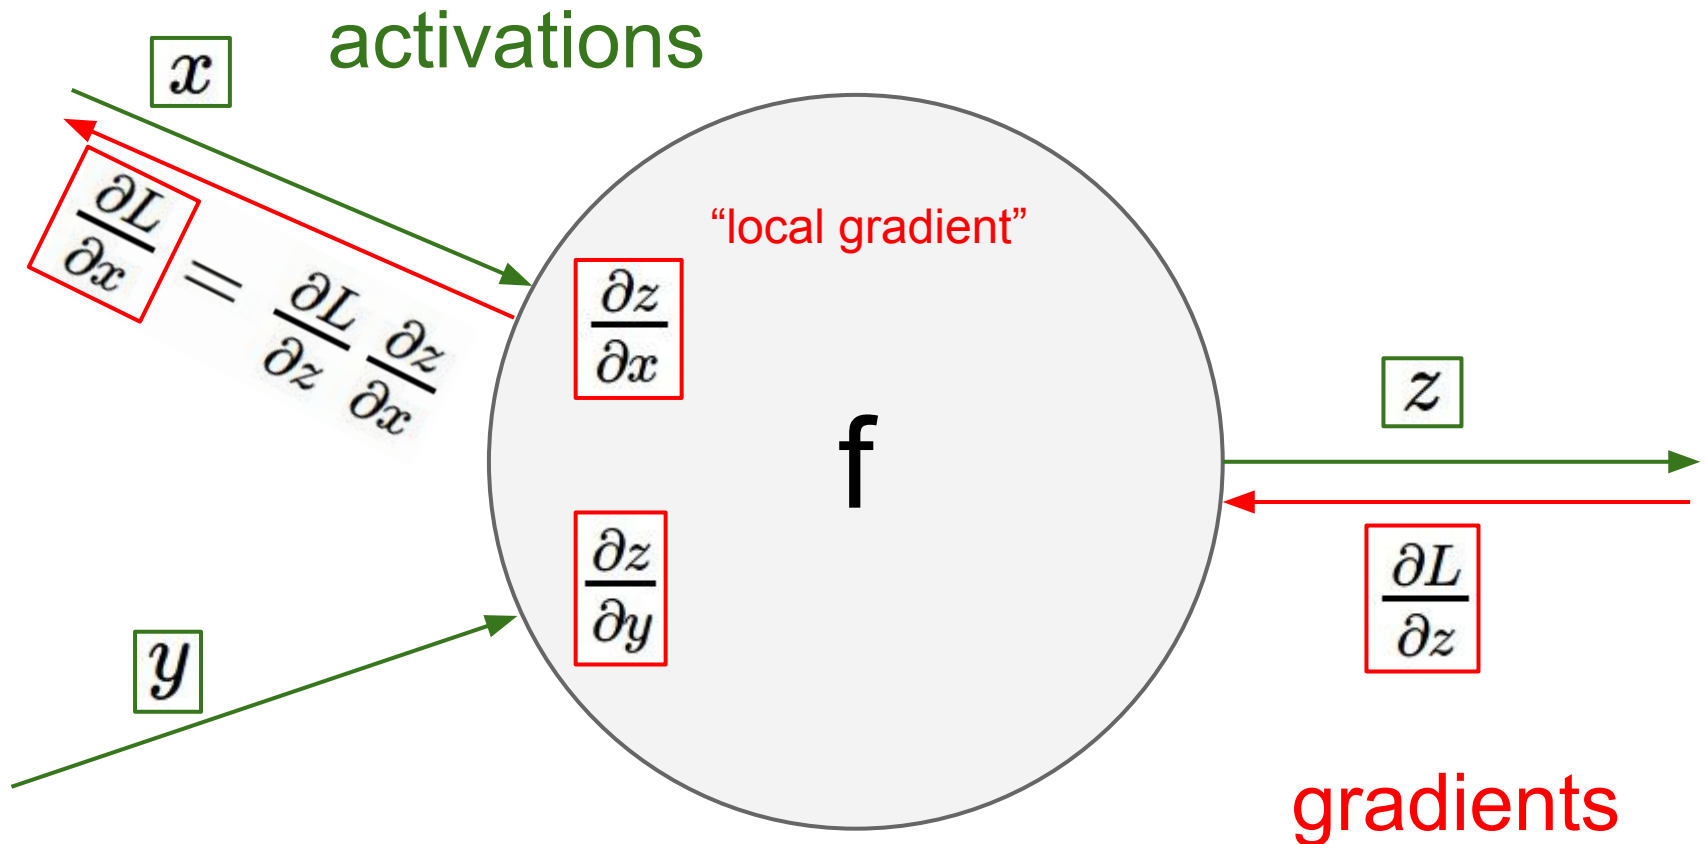 activations
x
“local gradient”
∂L/∂x = ∂L/∂z ∂z/∂x
∂z/∂x
f
z
∂z/∂y
∂L/∂z
y
gradients